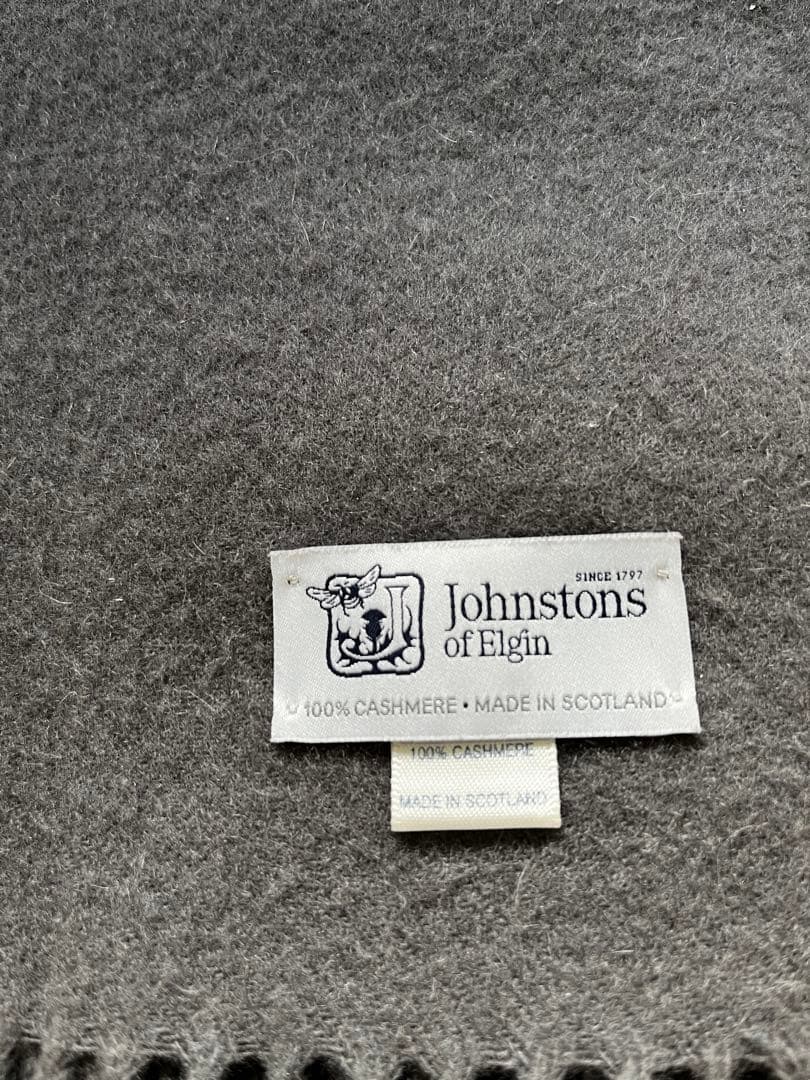 SINCE 1797
Johnstons
of Elgin
100% CASHMERE • MADE IN SCOTLAND
100% CASHMERE
MADE IN SCOTLAND